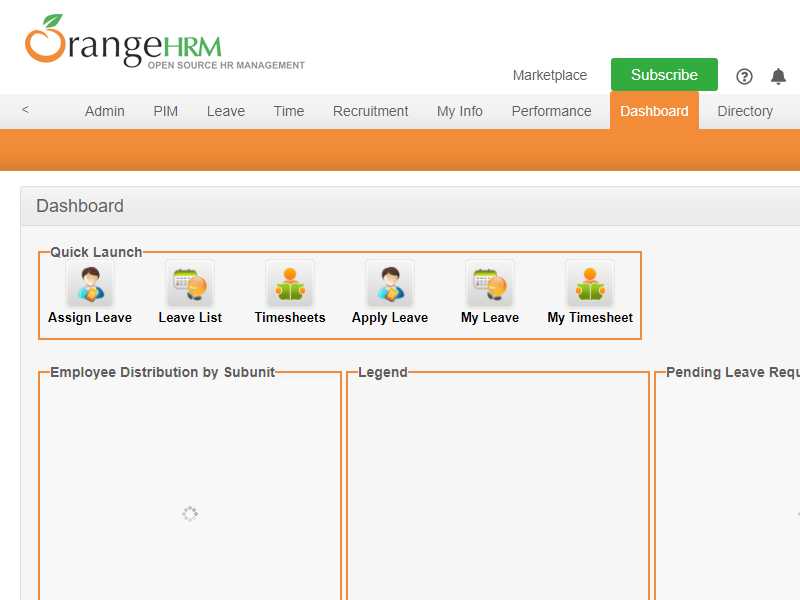 OrangeHRM
OPEN SOURCE HR MANAGEMENT
Marketplace Subscribe
< Admin PIM Leave Time Recruitment My Info Performance Dashboard Directory
Dashboard
Quick Launch
Assign Leave Leave List Timesheets Apply Leave My Leave My Timesheet
Employee Distribution by Subunit Legend Pending Leave Requ